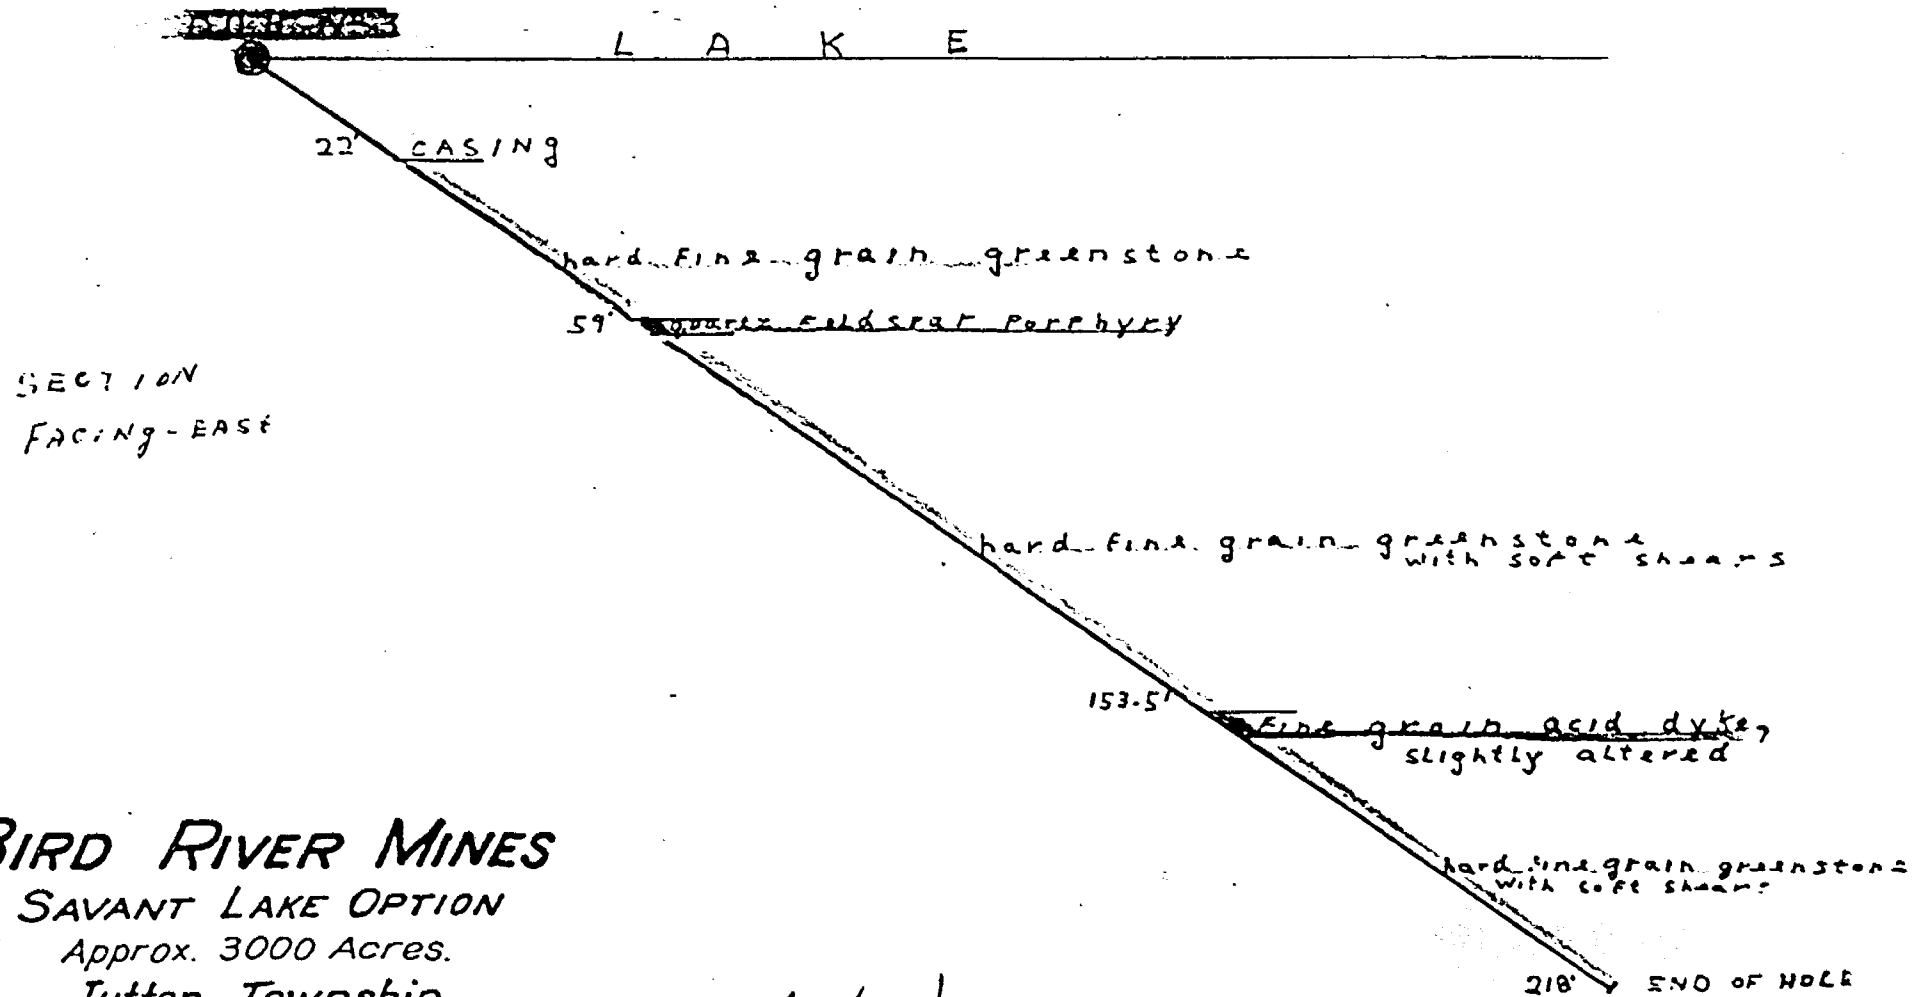 L A K E
22' CASINg
hard Fine grain greenstone
59' quartz Feldspar Porphyry
SECTION
FACiNg - EASt
hard Fine grain greenstone
with soft shears
153.5' Fine grain acid dyke,
slightly altered
BIRD RIVER MINES
SAVANT LAKE OPTION
hard fine grain greenstone
with soft shears
Approx. 3000 Acres.
218' END OF HOLE
Township